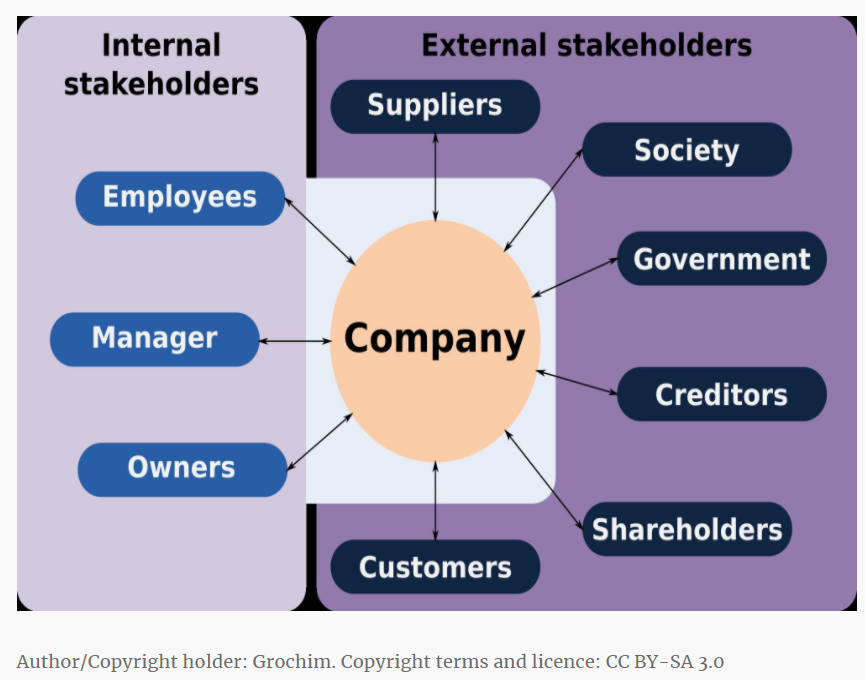 Internal
stakeholders
External stakeholders
Suppliers
Society
Employees
Government
Manager
Company
Creditors
Owners
Shareholders
Customers
Author/Copyright holder: Grochim. Copyright terms and licence: CC BY-SA 3.0